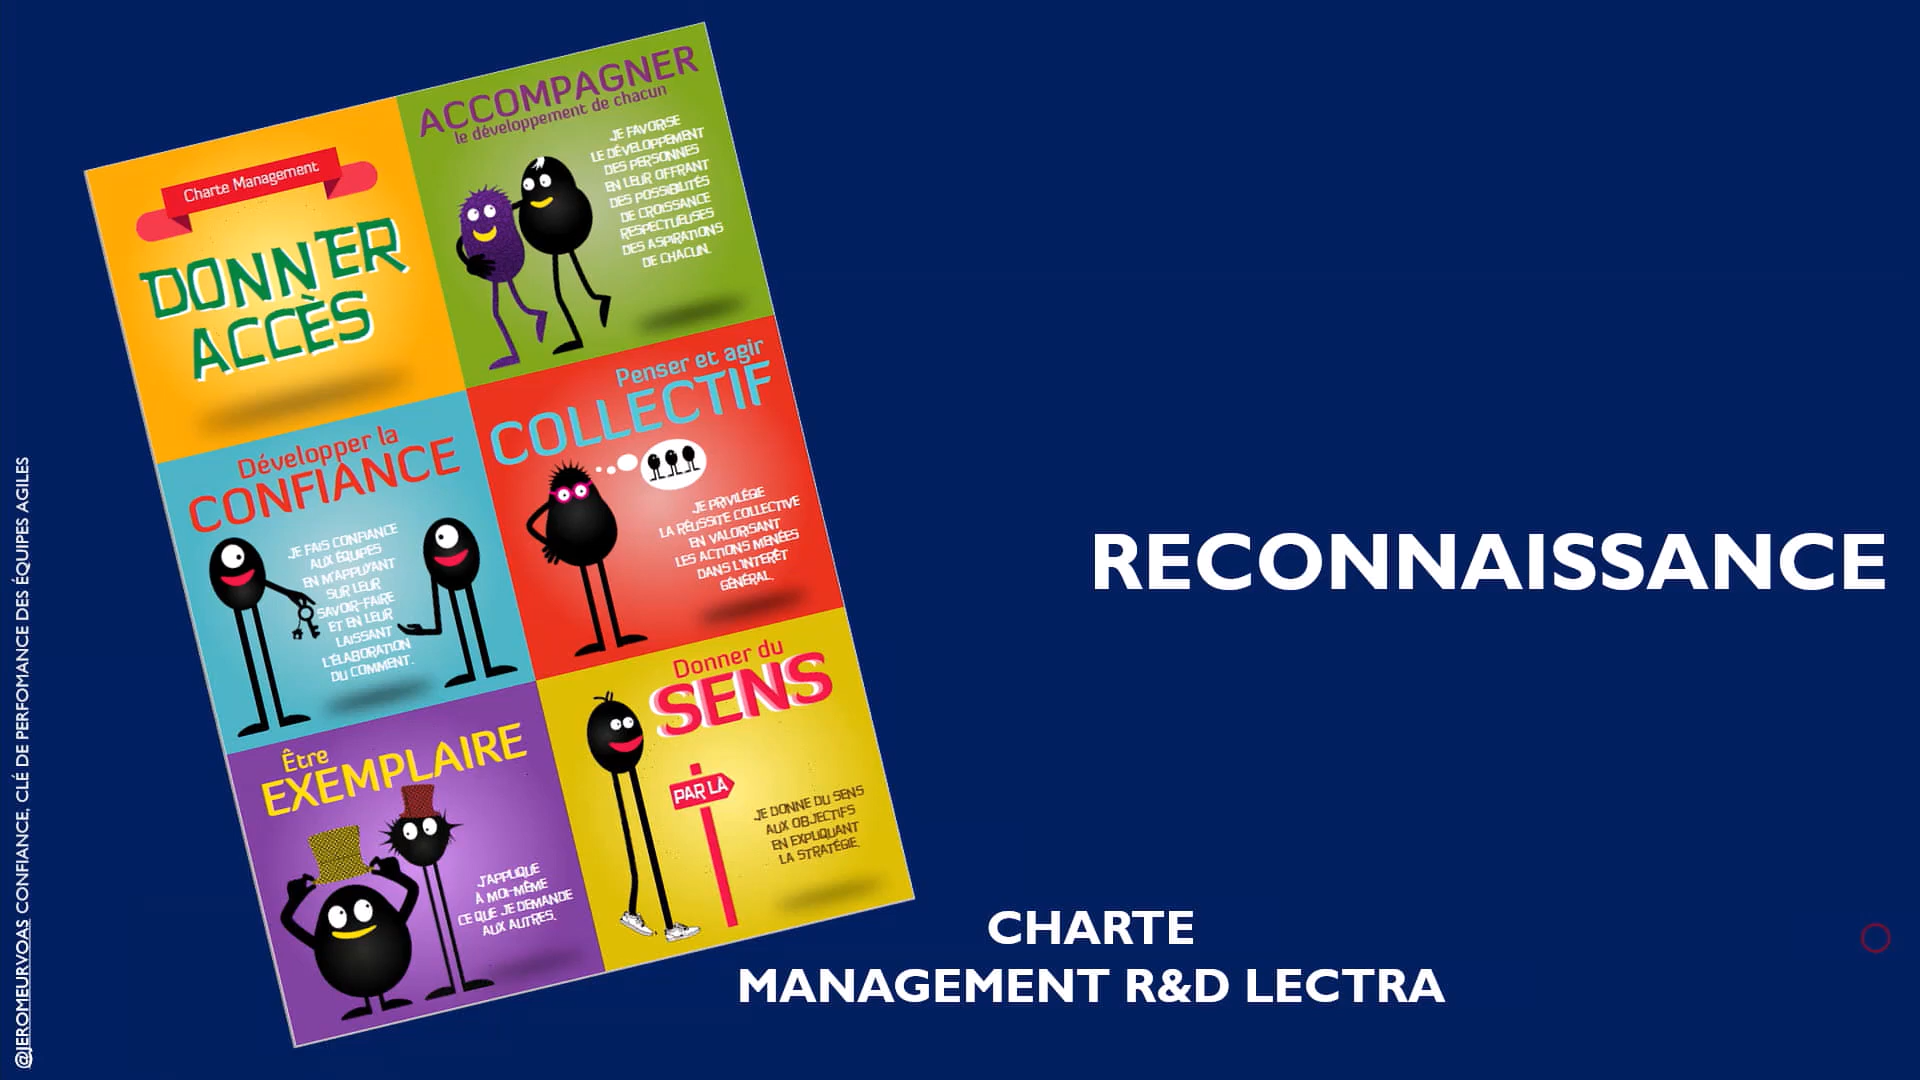 Charte Management
DONNER
ACCÈS
ACCOMPAGNER
le développement de chacun
JE FAVORISE
LE DÉVELOPPEMENT
DES PERSONNES
EN LEUR OFFRANT
DES POSSIBILITÉS
DE CROISSANCE
RESPECTUEUSES
DES ASPIRATIONS
DE CHACUN.
Développer la
CONFIANCE
JE FAIS CONFIANCE
AUX ÉQUIPES
EN M'APPUYANT
SUR LEUR
SAVOIR-FAIRE
ET EN LEUR
LAISSANT
L'ÉLABORATION
DU COMMENT.
Penser et agir
COLLECTIF
JE PRIVILÉGIE
LA RÉUSSITE COLLECTIVE
EN VALORISANT
LES ACTIONS MENÉES
DANS L'INTERÊT
GÉNÉRAL.
Être
EXEMPLAIRE
J'APPLIQUE
À MOI-MÊME
CE QUE JE DEMANDE
AUX AUTRES.
Donner du
SENS
PAR LÀ
JE DONNE DU SENS
AUX OBJECTIFS
EN EXPLIQUANT
LA STRATÉGIE.
RECONNAISSANCE
CHARTE
MANAGEMENT R&D LECTRA
@JEROMEURVOAS CONFIANCE, CLÉ DE PERFOMANCE DES ÉQUIPES AGILES